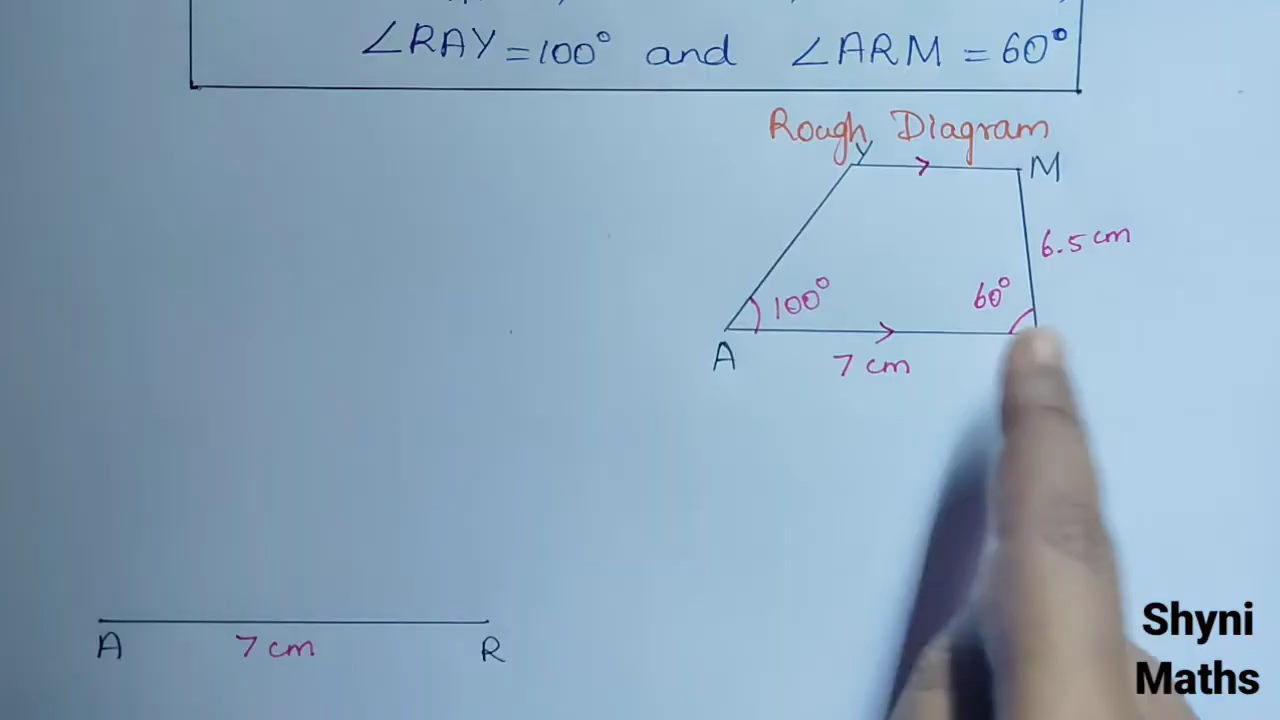 ∠RAY = 100° and ∠ARM = 60°
Rough Diagram
Y
M
6.5 cm
100°
60°
A
7 cm
A
7 cm
R
Shyni
Maths